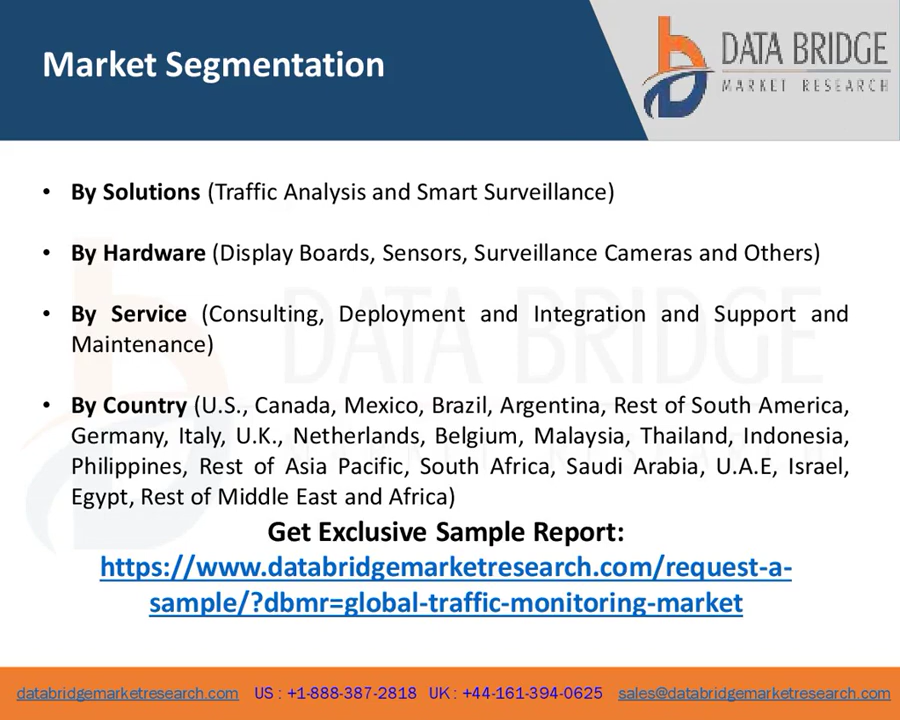 Market Segmentation
DATA BRIDGE
MARKET RESEARCH
• By Solutions (Traffic Analysis and Smart Surveillance)
• By Hardware (Display Boards, Sensors, Surveillance Cameras and Others)
• By Service (Consulting, Deployment and Integration and Support and
Maintenance)
• By Country (U.S., Canada, Mexico, Brazil, Argentina, Rest of South America,
Germany, Italy, U.K., Netherlands, Belgium, Malaysia, Thailand, Indonesia,
Philippines, Rest of Asia Pacific, South Africa, Saudi Arabia, U.A.E, Israel,
Egypt, Rest of Middle East and Africa)
Get Exclusive Sample Report:
https://www.databridgemarketresearch.com/request-a-
sample/?dbmr=global-traffic-monitoring-market
databridgemarketresearch.com US : +1-888-387-2818 UK : +44-161-394-0625 sales@databridgemarketresearch.com
DATA BRIDGE
MARKET RESEARCH